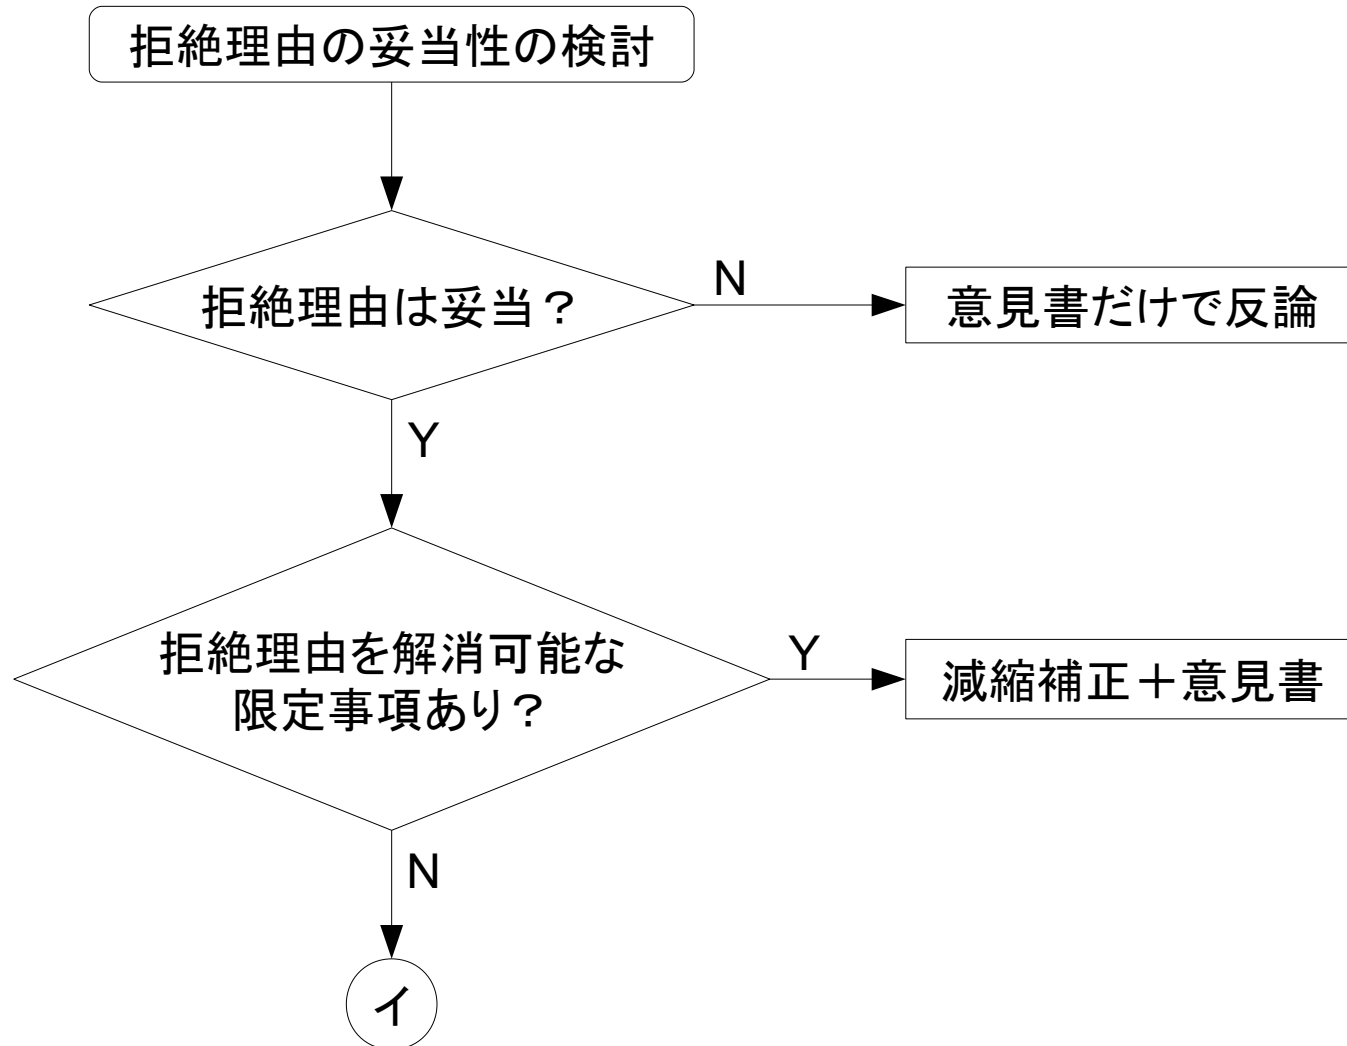 拒絶理由の妥当性の検討
拒絶理由は妥当？
N
意見書だけで反論
Y
拒絶理由を解消可能な
限定事項あり？
Y
減縮補正＋意見書
N
イ